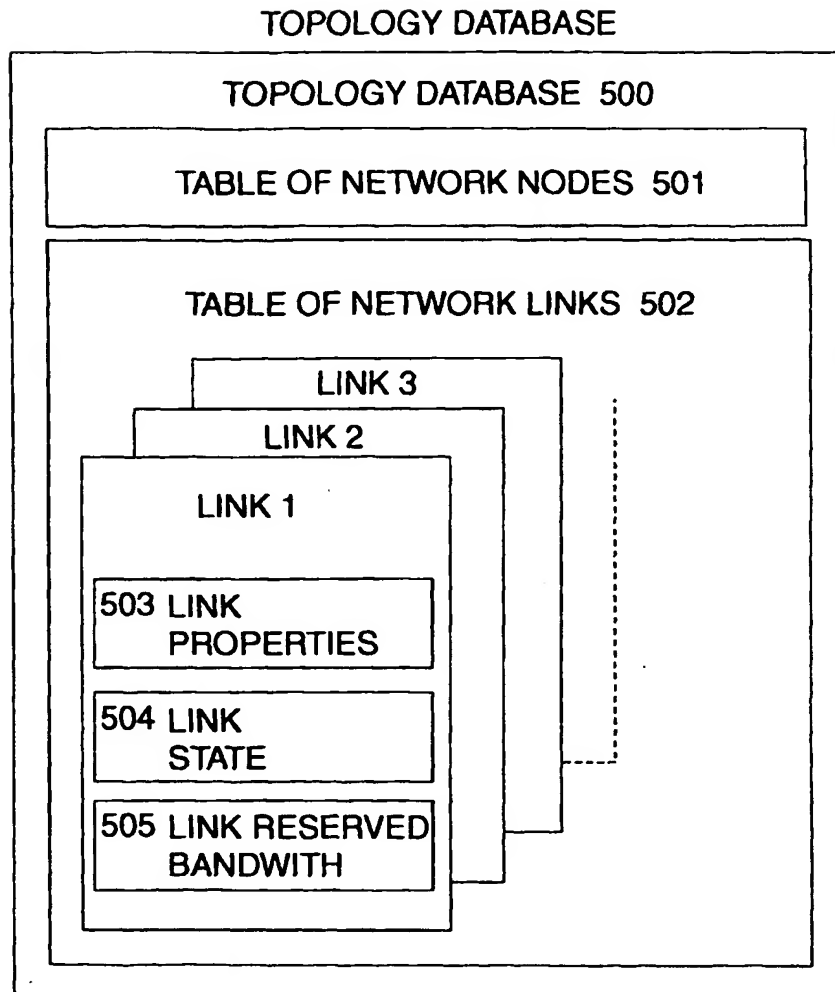 TOPOLOGY DATABASE
TOPOLOGY DATABASE 500
TABLE OF NETWORK NODES 501
TABLE OF NETWORK LINKS 502
LINK 3
LINK 2
LINK 1
503 LINK
PROPERTIES
504 LINK
STATE
505 LINK RESERVED
BANDWITH